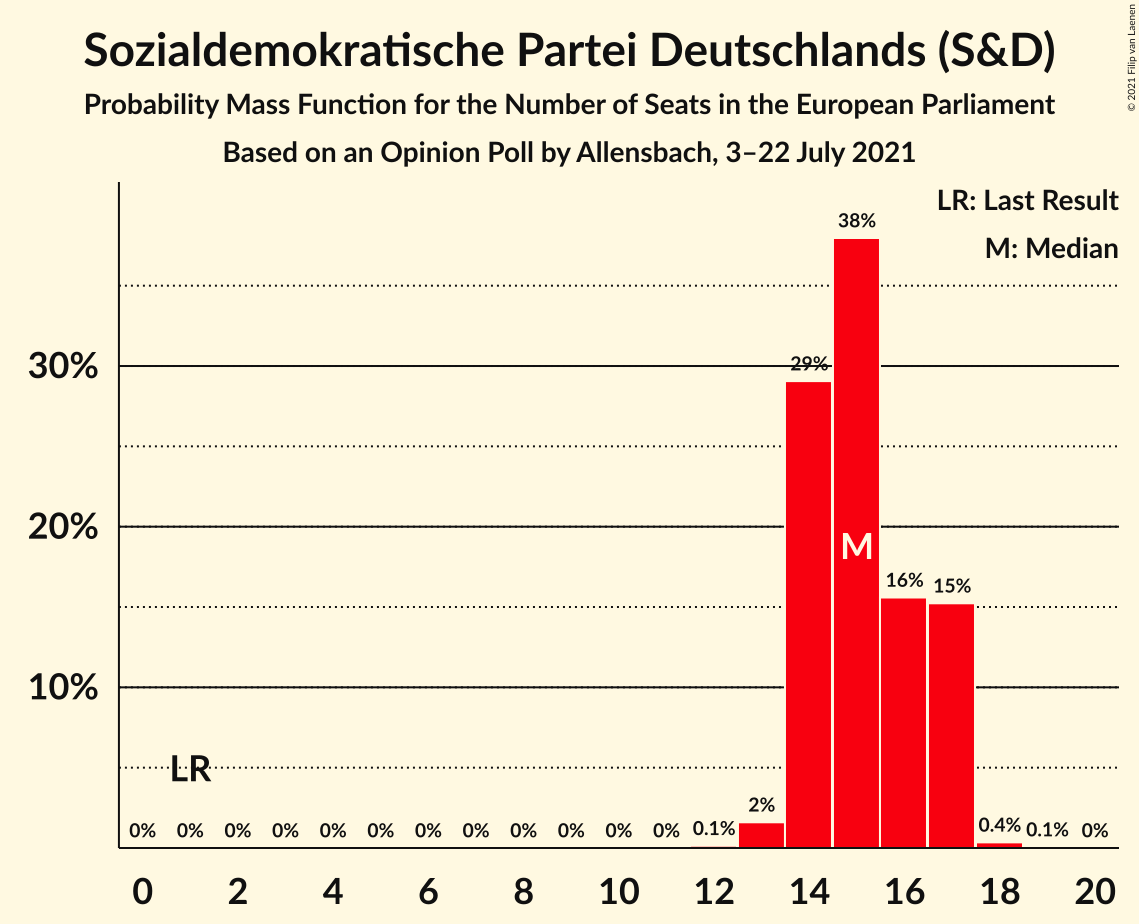 Sozialdemokratische Partei Deutschlands (S&D)
Probability Mass Function for the Number of Seats in the European Parliament
Based on an Opinion Poll by Allensbach, 3–22 July 2021
© 2021 Filip van Laenen
LR: Last Result
M: Median
38%
30%
29%
20%
M
16%
15%
10%
LR
0% 0% 0% 0% 0% 0% 0% 0% 0% 0% 0% 0% 0.1% 2% 0.4% 0.1% 0%
0 2 4 6 8 10 12 14 16 18 20